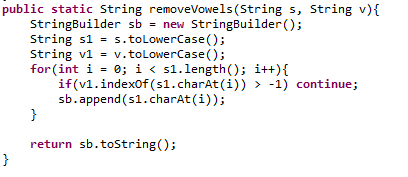 public static String removeVowels(String s, String v){
    StringBuilder sb = new StringBuilder();
    String s1 = s.toLowerCase();
    String v1 = v.toLowerCase();
    for(int i = 0; i < s1.length(); i++){
        if(v1.indexOf(s1.charAt(i)) > -1) continue;
        sb.append(s1.charAt(i));
    }

    return sb.toString();
}